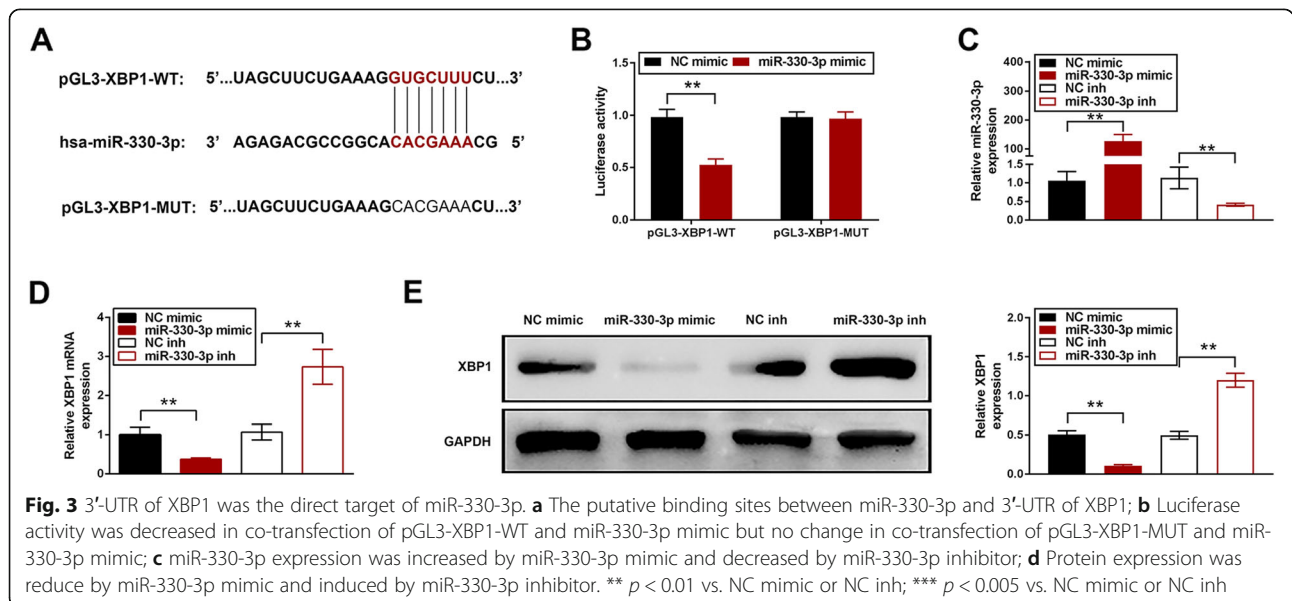 A
pGL3-XBP1-WT: 5’...UAGCUUCUGAAAGGUGCUUUCU...3’
hsa-miR-330-3p: 3’ AGAGACGCCGGCACACGAAACG 5’
pGL3-XBP1-MUT: 5’...UAGCUUCUGAAAGCACGAAACU...3’
B
NC mimic miR-330-3p mimic
Luciferase activity
1.5
1.0
0.5
0.0
**
pGL3-XBP1-WT pGL3-XBP1-MUT
C
NC mimic
miR-330-3p mimic
NC inh
miR-330-3p inh
Relative miR-330-3p
expression
400
300
200
100
1.5
1.0
0.5
0.0
**
**
D
NC mimic
miR-330-3p mimic
NC inh
miR-330-3p inh
Relative XBP1 mRNA
expression
4
3
2
1
0
**
**
E
NC mimic miR-330-3p mimic NC inh miR-330-3p inh
XBP1
GAPDH
NC mimic
miR-330-3p mimic
NC inh
miR-330-3p inh
Relative XBP1
expression
2.0
1.5
1.0
0.5
0.0
**
**
Fig. 3 3′-UTR of XBP1 was the direct target of miR-330-3p. a The putative binding sites between miR-330-3p and 3′-UTR of XBP1; b Luciferase
activity was decreased in co-transfection of pGL3-XBP1-WT and miR-330-3p mimic but no change in co-transfection of pGL3-XBP1-MUT and miR-
330-3p mimic; c miR-330-3p expression was increased by miR-330-3p mimic and decreased by miR-330-3p inhibitor; d Protein expression was
reduce by miR-330-3p mimic and induced by miR-330-3p inhibitor. ** p < 0.01 vs. NC mimic or NC inh; *** p < 0.005 vs. NC mimic or NC inh